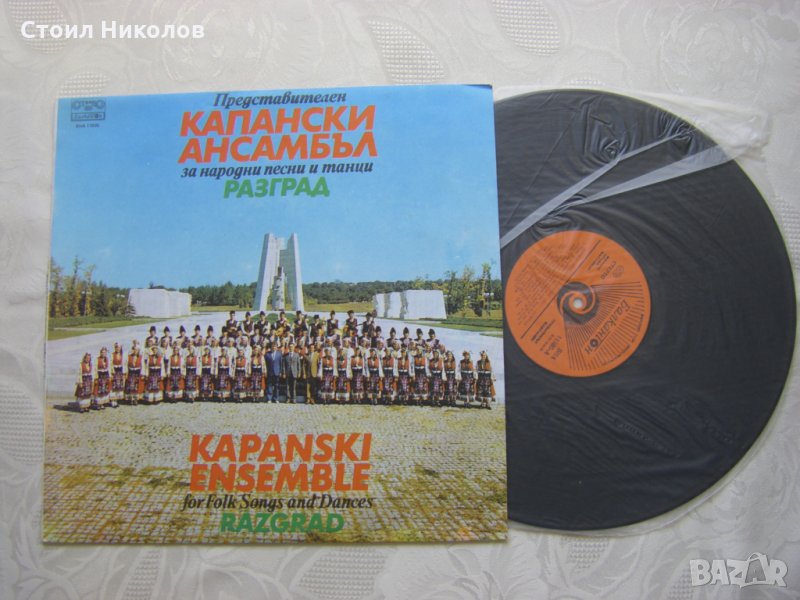 Стоил Николов
Представителен
КАПАНСКИ
АНСАМБЪЛ
за народни песни и танци
РАЗГРАД
KAPANSKI
ENSEMBLE
for Folk Songs and Dances
RAZGRAD
Балкантон
BAZAR